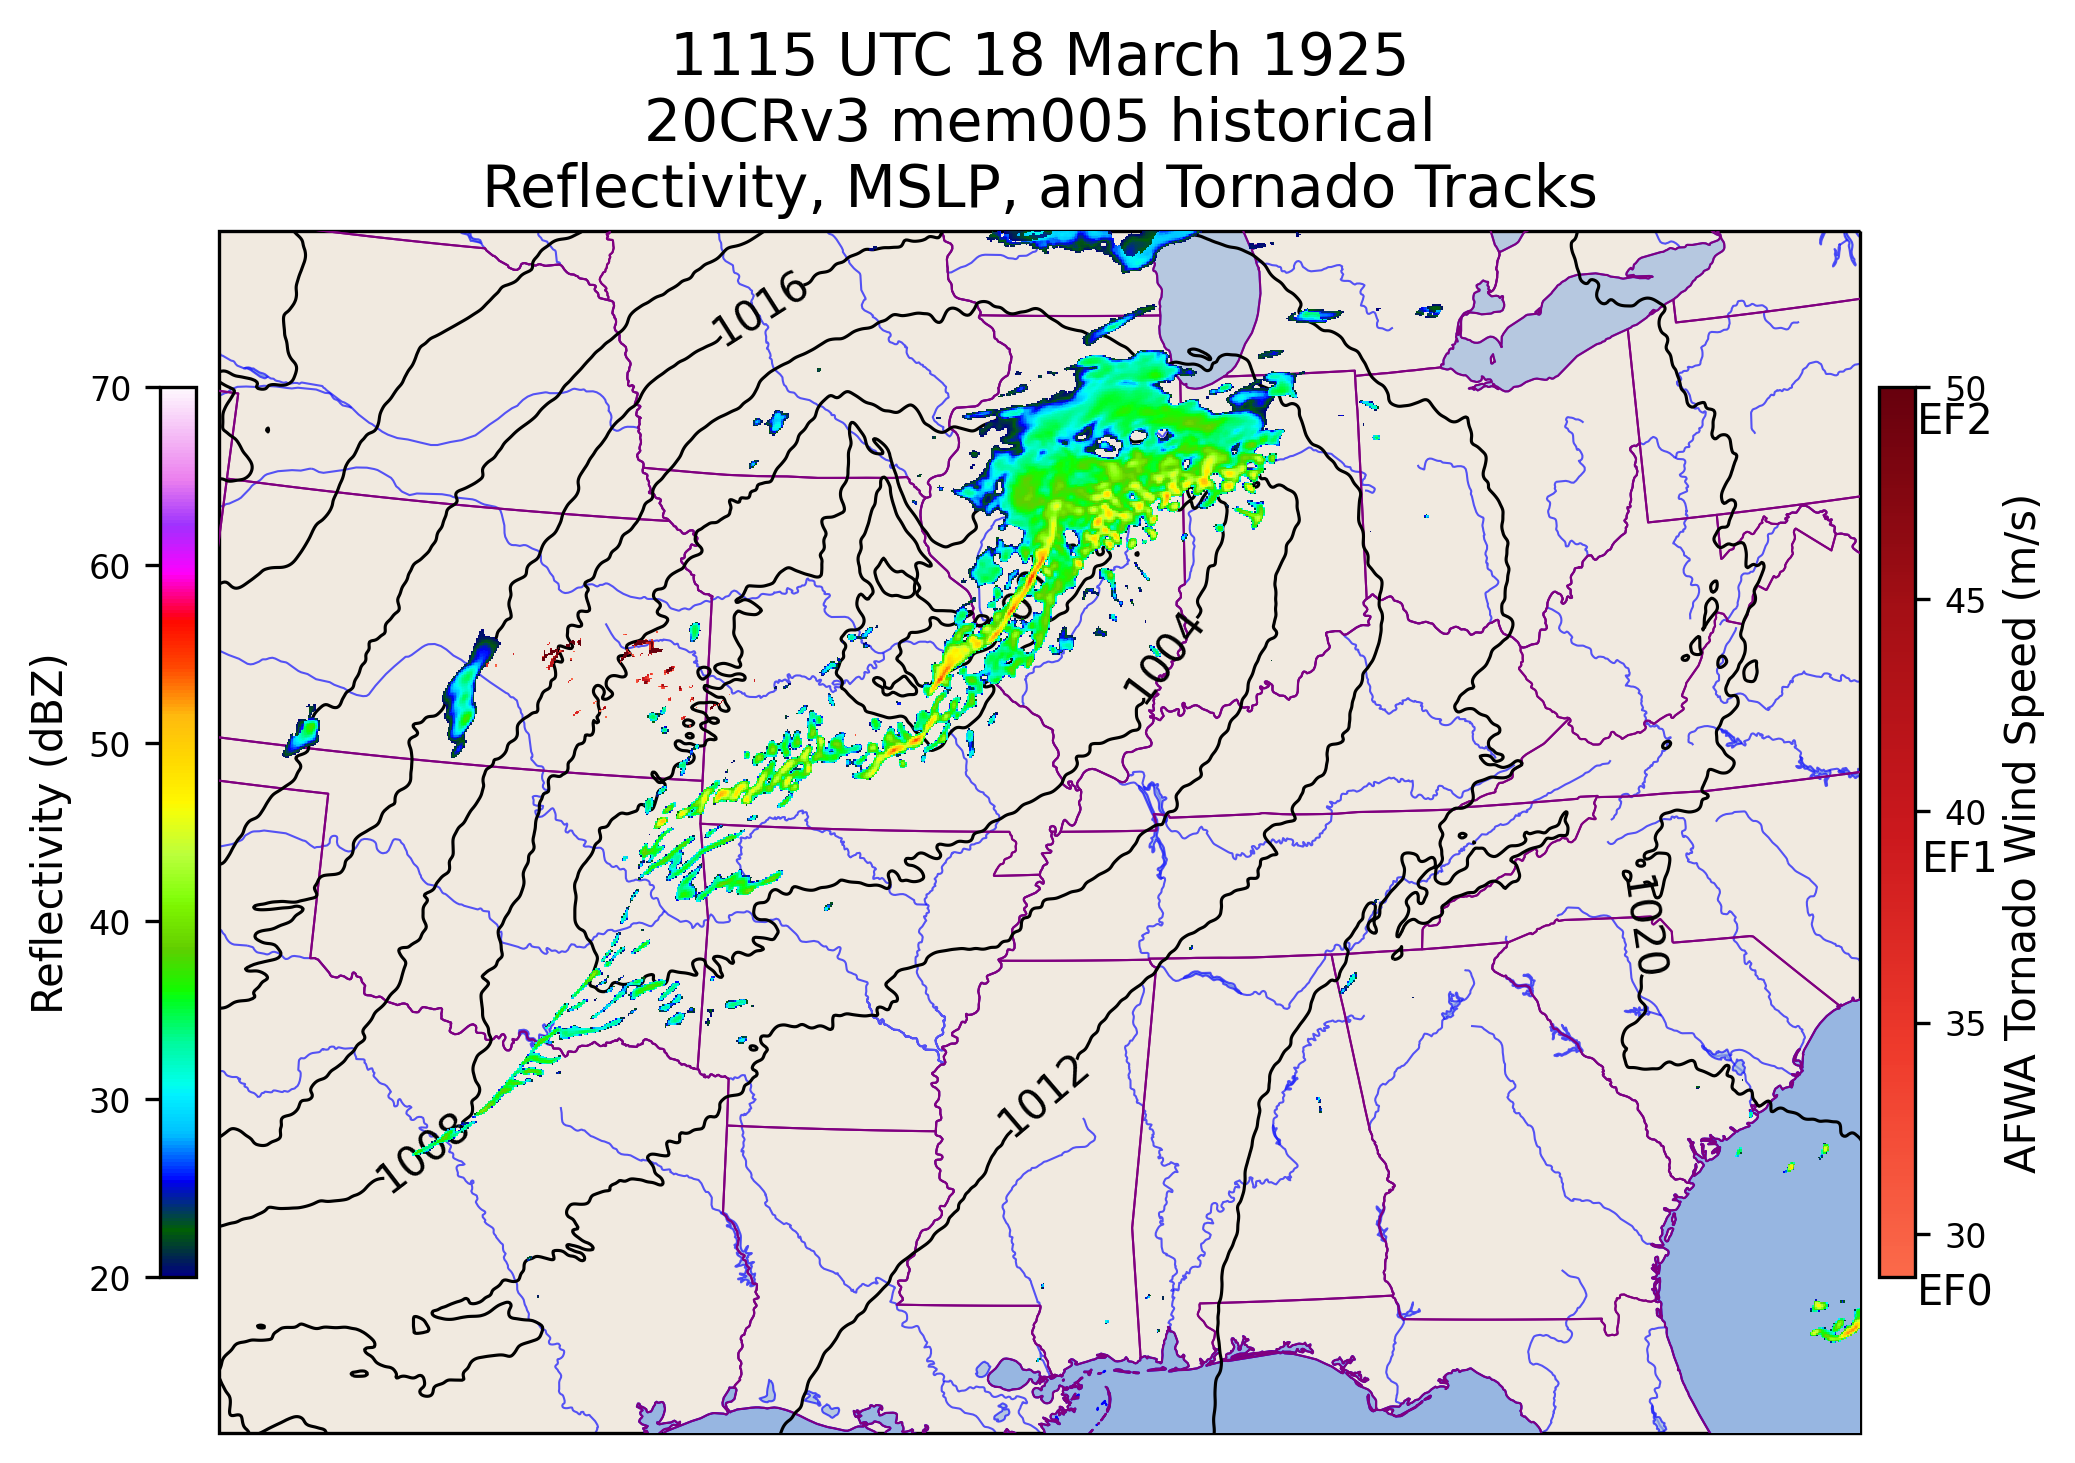 1115 UTC 18 March 1925
20CRv3 mem005 historical
Reflectivity, MSLP, and Tornado Tracks
Reflectivity (dBZ)
70
60
50
40
30
20
1016
1004
1008
1012
1020
50
EF2
45
40
EF1
35
30
EF0
AFWA Tornado Wind Speed (m/s)